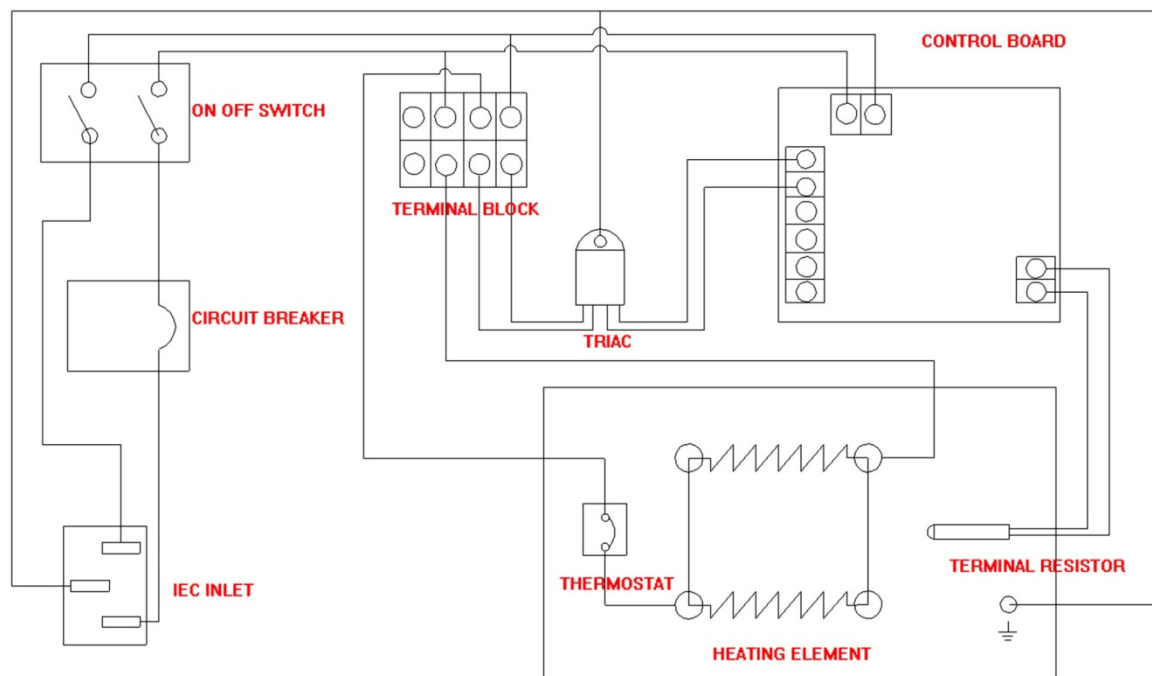 CONTROL BOARD
ON OFF SWITCH
TERMINAL BLOCK
CIRCUIT BREAKER
TRIAC
IEC INLET
THERMOSTAT
TERMINAL RESISTOR
HEATING ELEMENT